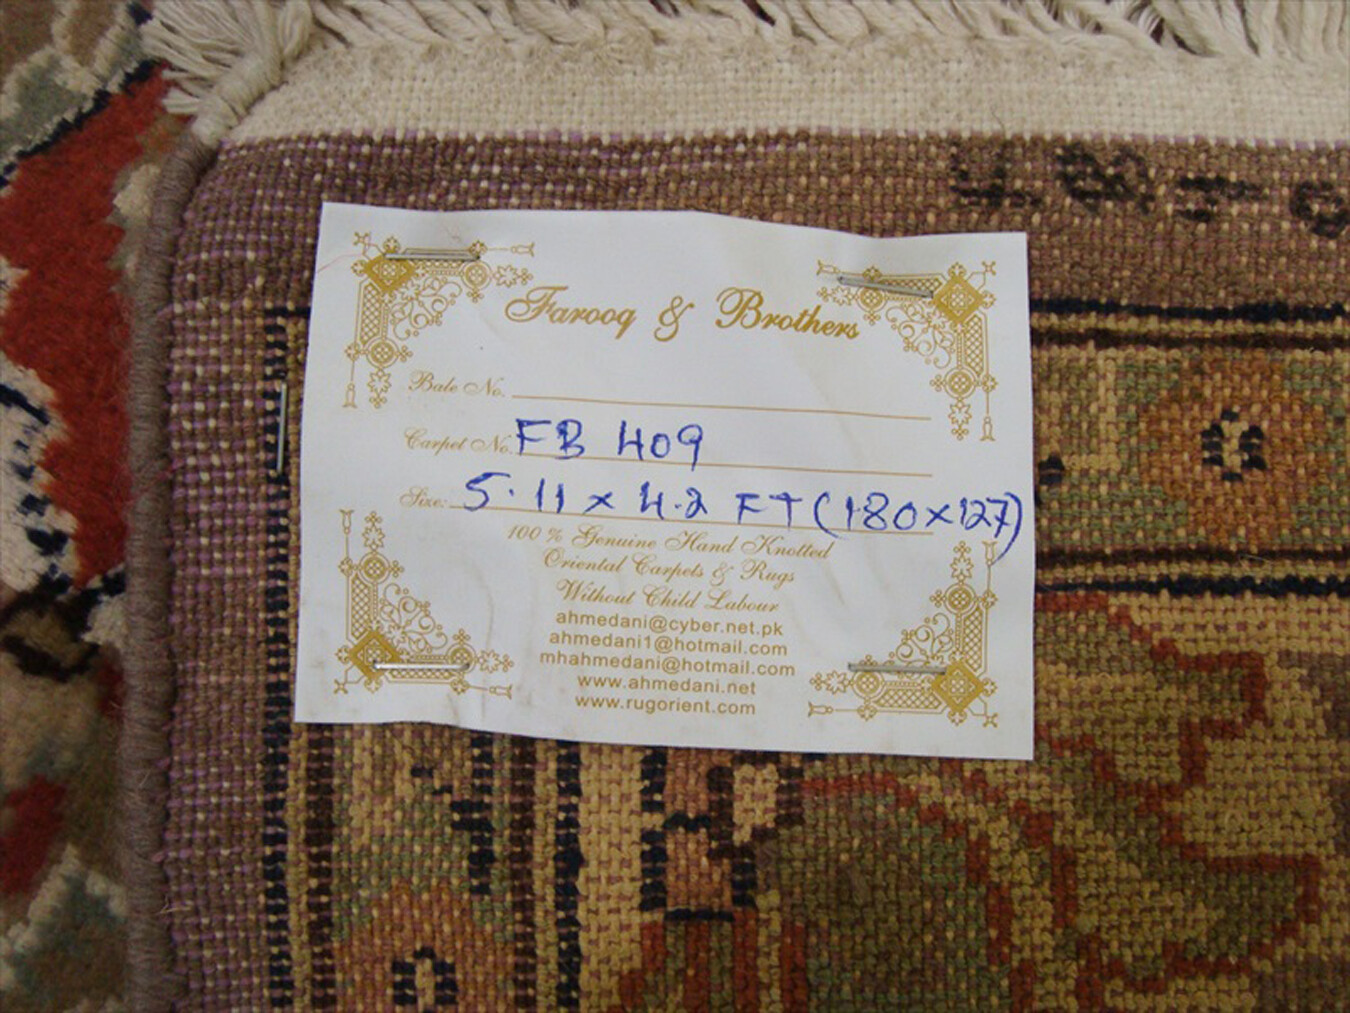 Farooq & Brothers
Bale No.
Carpet No. FB 409
Size: 5.11 x 4.2 FT (180x127)
100 % Genuine Hand Knotted
Oriental Carpets & Rugs
Without Child Labour
ahmedani@cyber.net.pk
ahmedani1@hotmail.com
mhahmedani@hotmail.com
www.ahmedani.net
www.rugorient.com